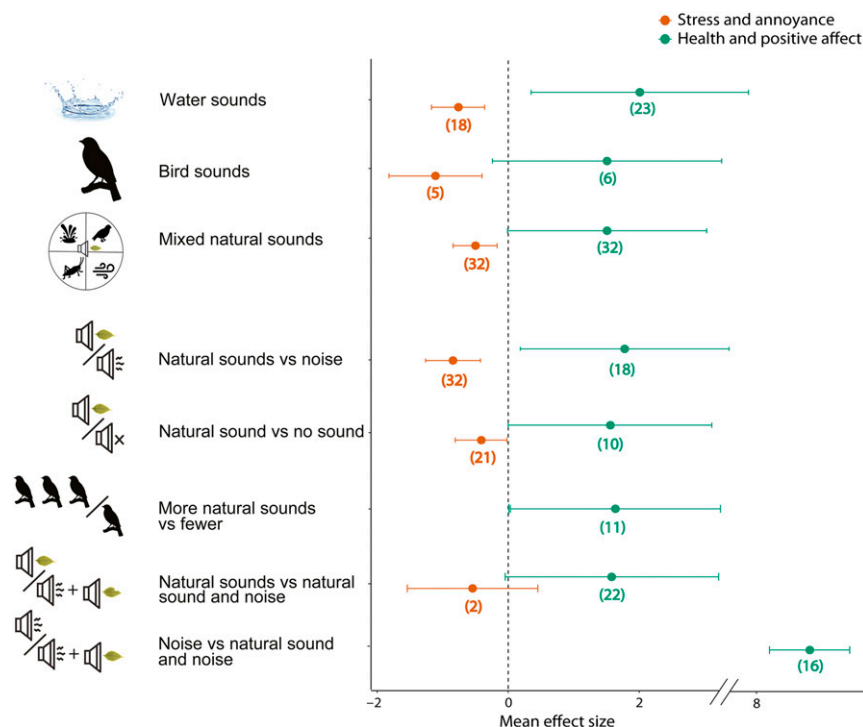 Stress and annoyance
Health and positive affect
Water sounds
(18)
(23)
Bird sounds
(5)
(6)
Mixed natural sounds
(32)
(32)
Natural sounds vs noise
(32)
(18)
Natural sound vs no sound
(21)
(10)
More natural sounds
vs fewer
(11)
Natural sounds vs natural
sound and noise
(2)
(22)
Noise vs natural sound
and noise
(16)
−2 0 2 8
Mean effect size